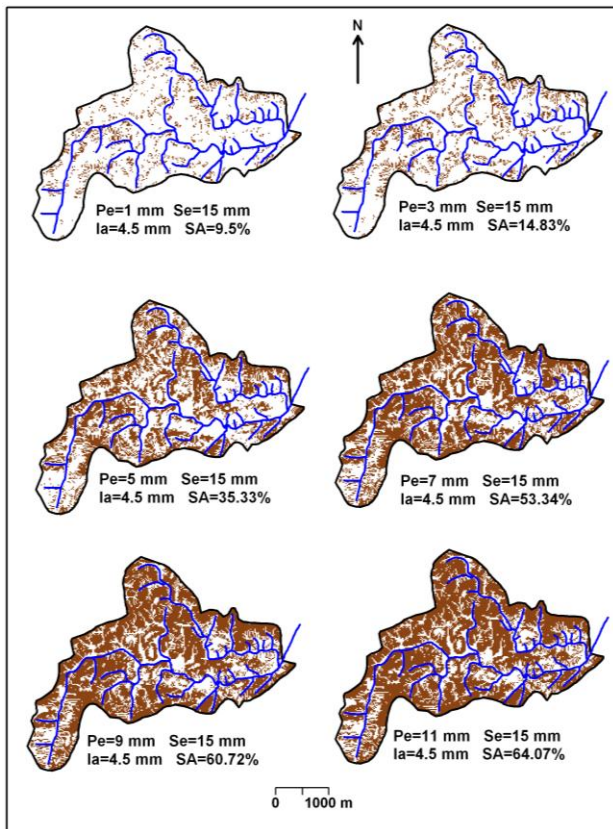 N
Pe=1 mm Se=15 mm
Ia=4.5 mm SA=9.5%
Pe=3 mm Se=15 mm
Ia=4.5 mm SA=14.83%
Pe=5 mm Se=15 mm
Ia=4.5 mm SA=35.33%
Pe=7 mm Se=15 mm
Ia=4.5 mm SA=53.34%
Pe=9 mm Se=15 mm
Ia=4.5 mm SA=60.72%
Pe=11 mm Se=15 mm
Ia=4.5 mm SA=64.07%
0 1000 m